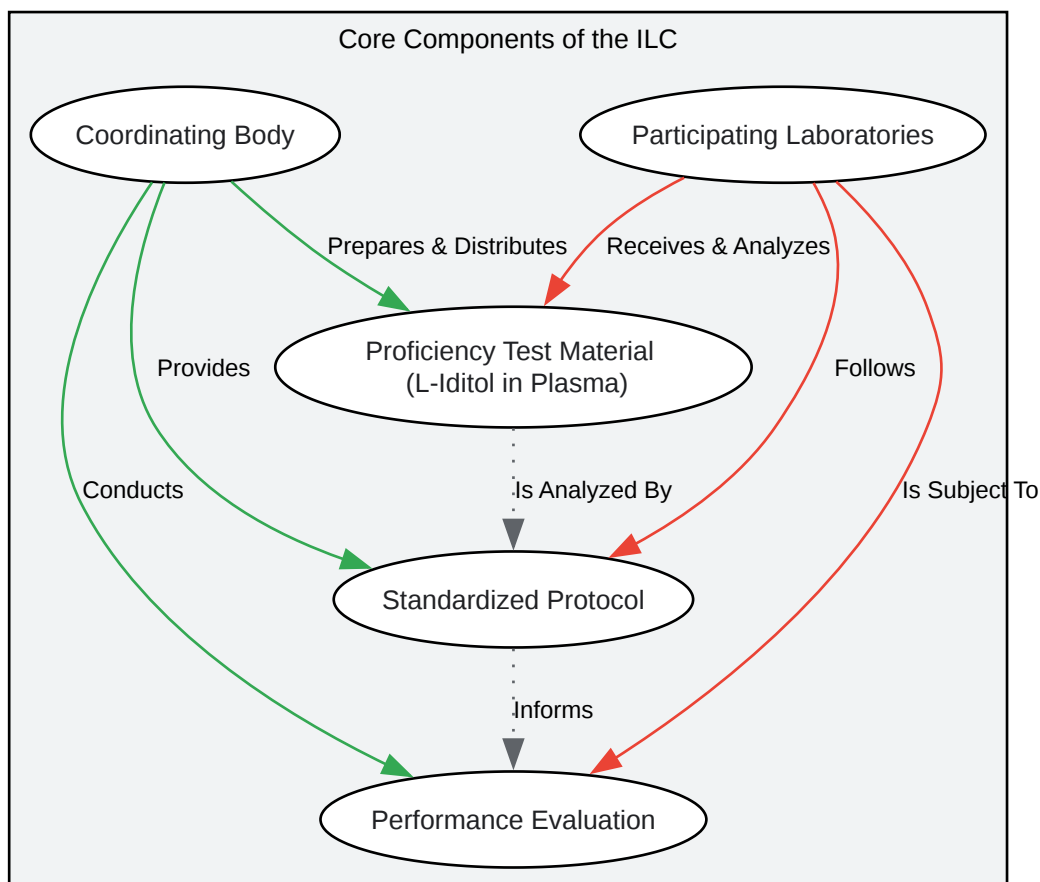 Core Components of the ILC
Coordinating Body
Participating Laboratories
Prepares & Distributes
Receives & Analyzes
Proficiency Test Material
(L-Iditol in Plasma)
Provides
Follows
Conducts
Is Analyzed By
Is Subject To
Standardized Protocol
Informs
Performance Evaluation